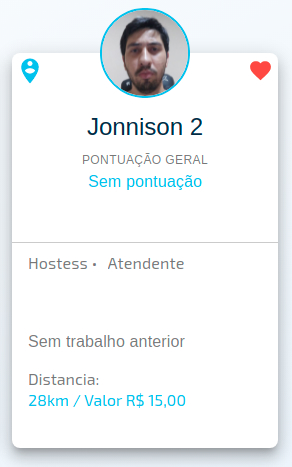 Jonnison 2
PONTUAÇÃO GERAL
Sem pontuação
Hostess • Atendente
Sem trabalho anterior
Distancia:
28km / Valor R$ 15,00